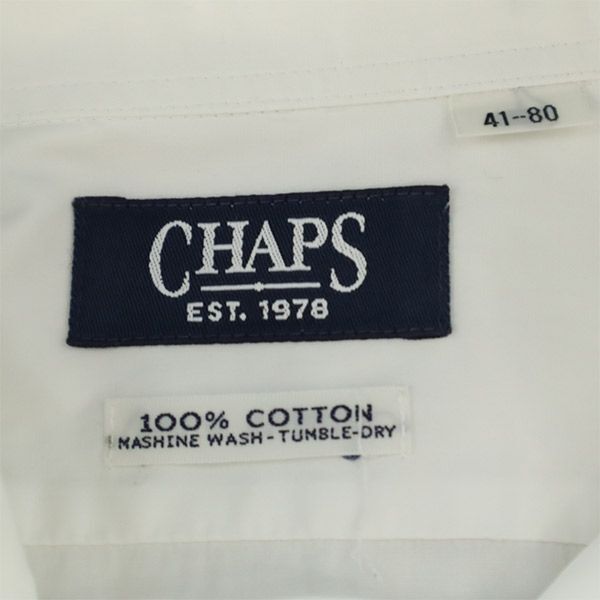 41--80
CHAPS
EST. 1978
100% COTTON
MASHINE WASH-TUMBLE-DRY